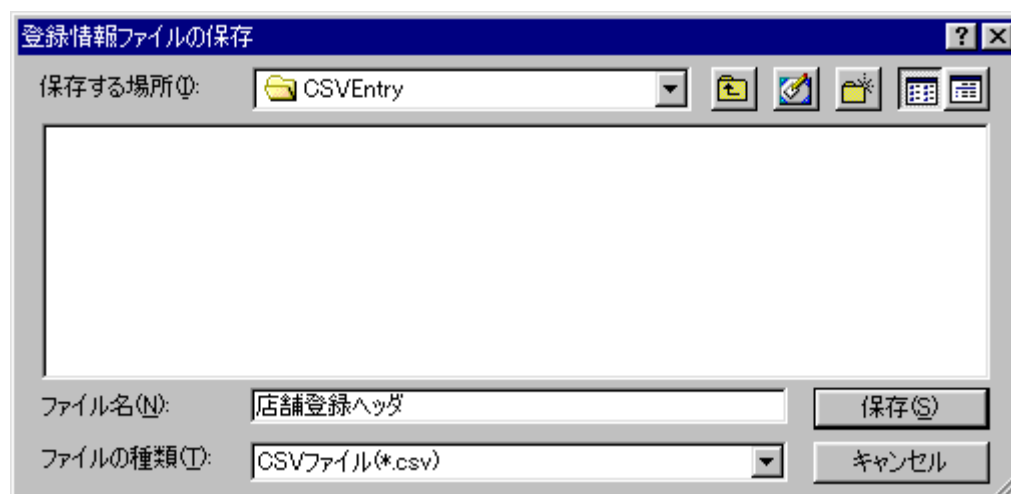 登録情報ファイルの保存
保存する場所(I):
CSVEntry
ファイル名(N):
店舗登録ヘッダ
保存(S)
ファイルの種類(T):
CSVファイル(*.csv)
キャンセル